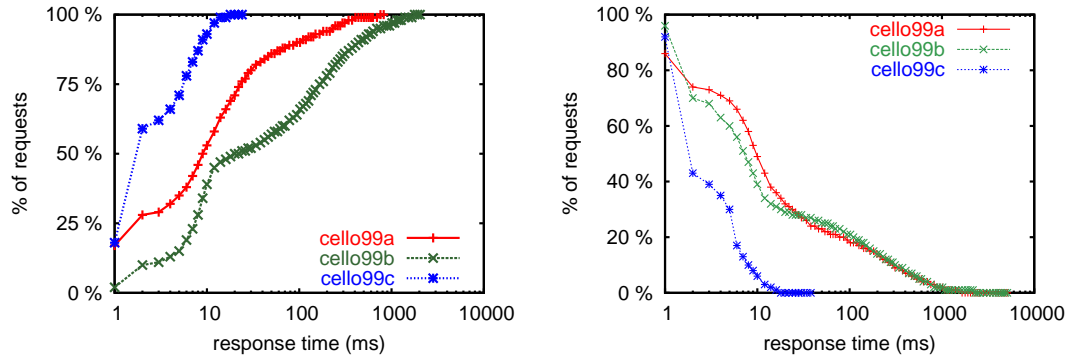 100 %
75 %
50 %
25 %
0 %
% of requests
cello99a
cello99b
cello99c
1
10
100
1000
10000
response time (ms)
100 %
80 %
60 %
40 %
20 %
0 %
% of requests
cello99a
cello99b
cello99c
1
10
100
1000
10000
response time (ms)